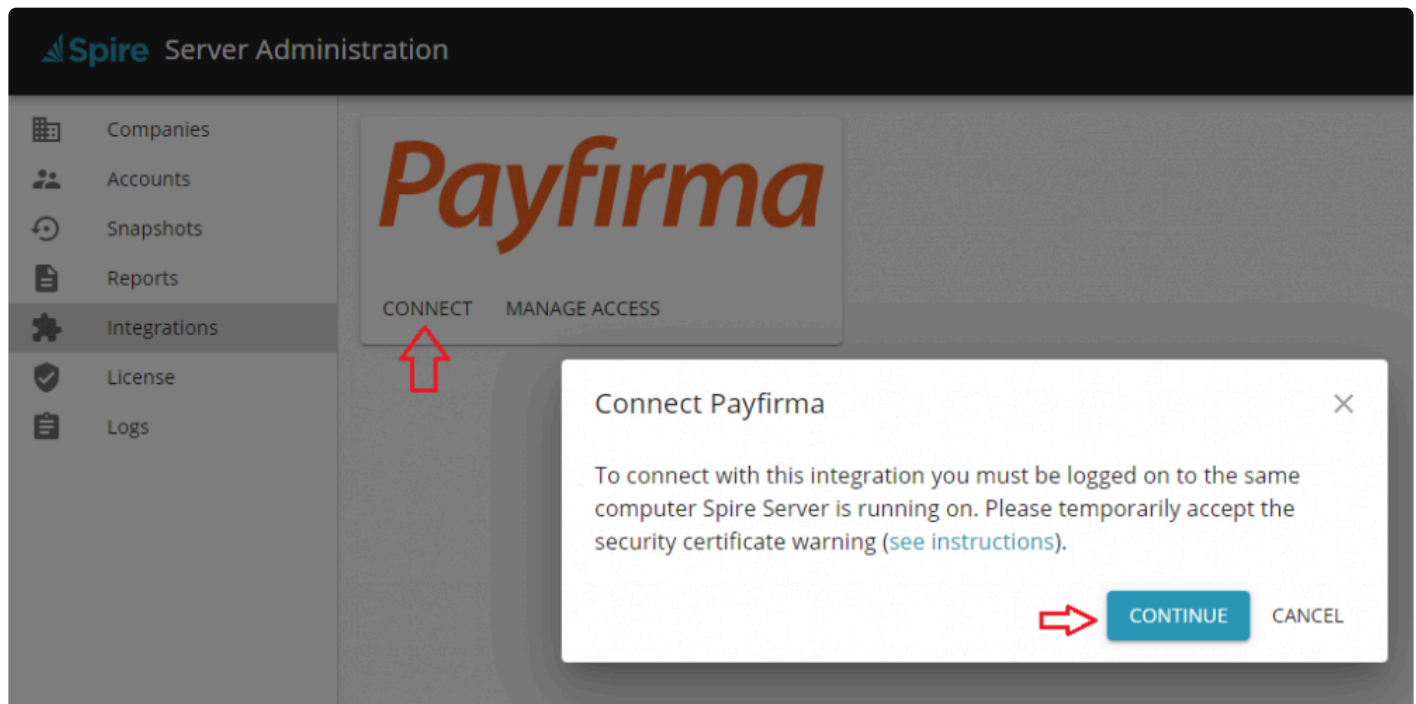 Spire Server Administration
Companies
Accounts
Snapshots
Reports
Integrations
License
Logs
Payfirma
CONNECT MANAGE ACCESS
Connect Payfirma
To connect with this integration you must be logged on to the same
computer Spire Server is running on. Please temporarily accept the
security certificate warning (see instructions).
CONTINUE CANCEL